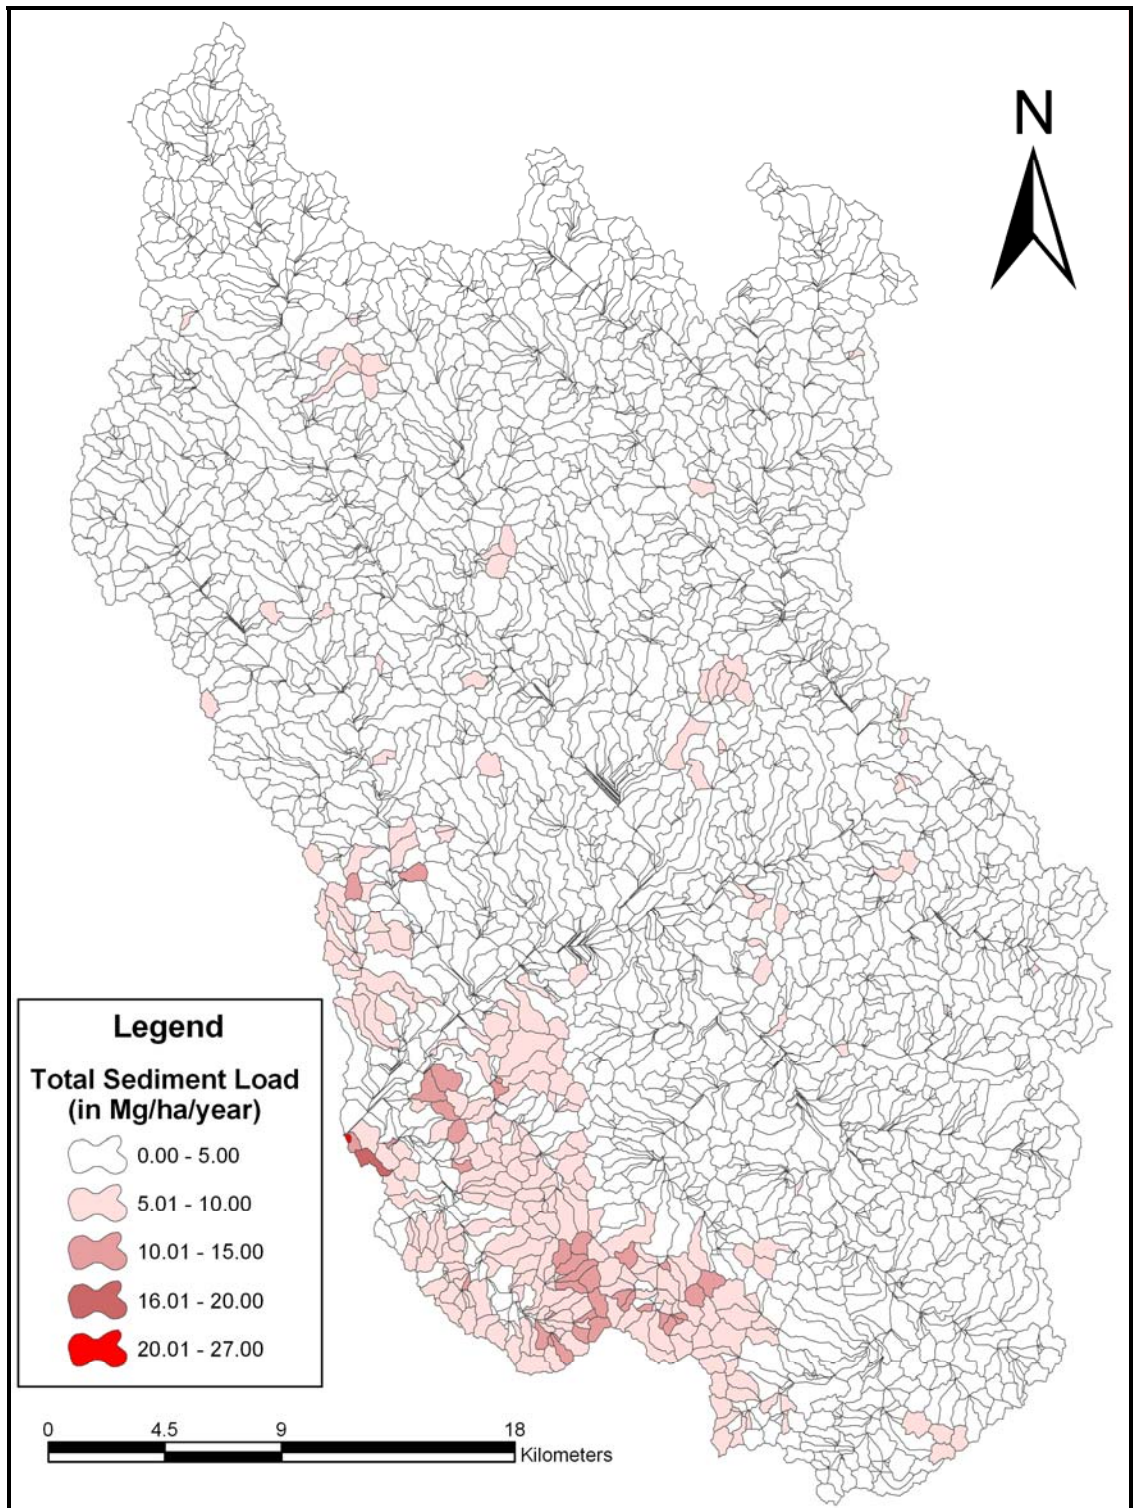 N
Legend
Total Sediment Load
(in Mg/ha/year)
0.00 - 5.00
5.01 - 10.00
10.01 - 15.00
16.01 - 20.00
20.01 - 27.00
0 4.5 9 18
Kilometers